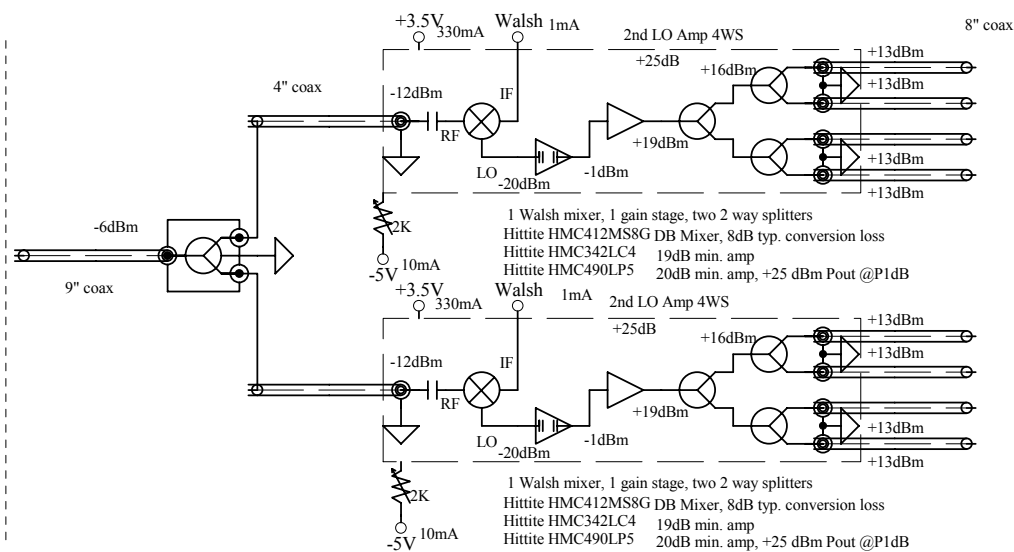 +3.5V
330mA
Walsh
1mA
8" coax
2nd LO Amp 4WS
+25dB
+13dBm
+16dBm
+13dBm
4" coax
-12dBm
IF
RF
+19dBm
+13dBm
LO
-20dBm
-1dBm
+13dBm
2K
-5V
10mA
1 Walsh mixer, 1 gain stage, two 2 way splitters
Hittite HMC412MS8G DB Mixer, 8dB typ. conversion loss
Hittite HMC342LC4 19dB min. amp
Hittite HMC490LP5 20dB min. amp, +25 dBm Pout @P1dB
-6dBm
9" coax
+3.5V
330mA
Walsh
1mA
2nd LO Amp 4WS
+25dB
+13dBm
+16dBm
+13dBm
-12dBm
IF
RF
+19dBm
+13dBm
LO
-20dBm
-1dBm
+13dBm
2K
-5V
10mA
1 Walsh mixer, 1 gain stage, two 2 way splitters
Hittite HMC412MS8G DB Mixer, 8dB typ. conversion loss
Hittite HMC342LC4 19dB min. amp
Hittite HMC490LP5 20dB min. amp, +25 dBm Pout @P1dB